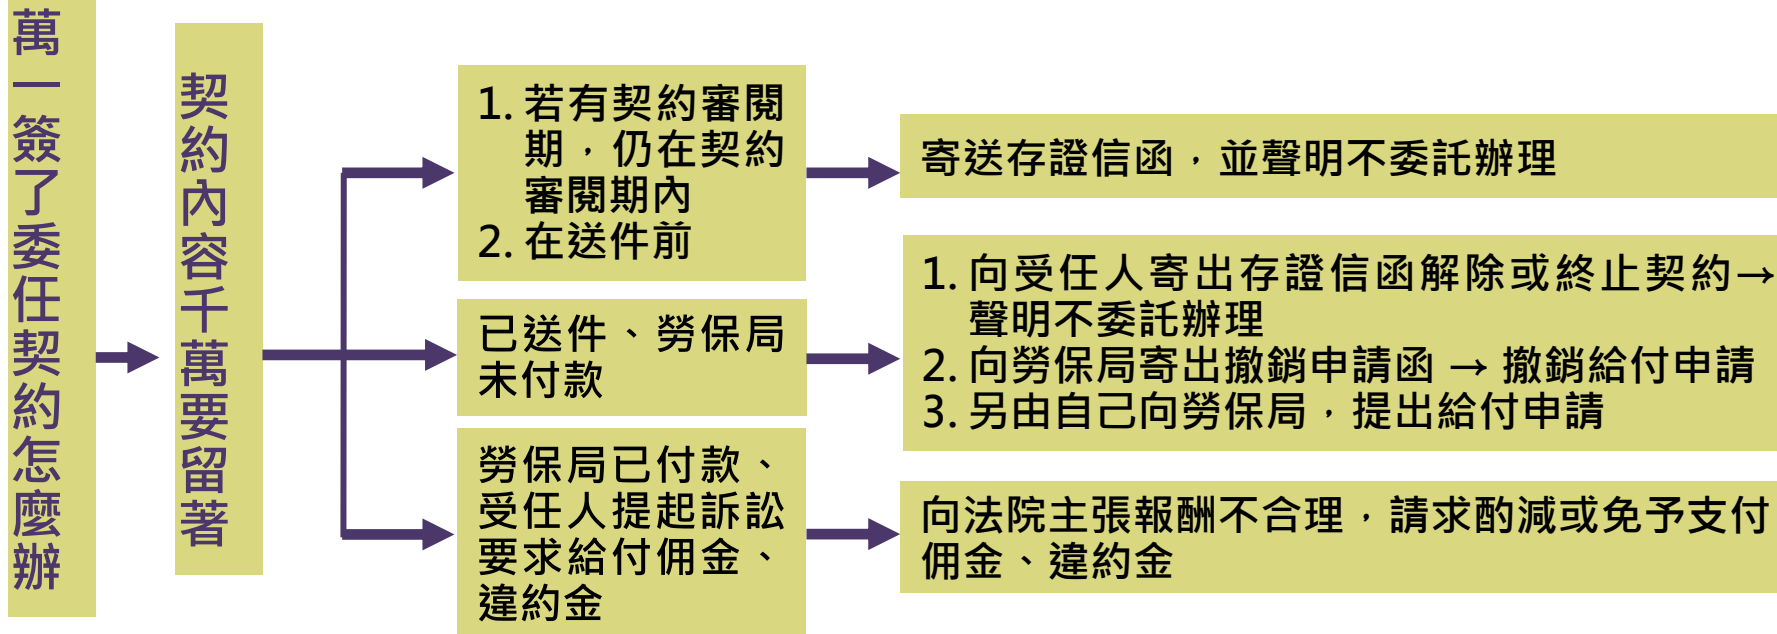 萬一簽了委任契約怎麼辦
契約內容千萬要留著
1. 若有契約審閱
期，仍在契約
審閱期內
2. 在送件前
寄送存證信函，並聲明不委託辦理
已送件、勞保局
未付款
1. 向受任人寄出存證信函解除或終止契約→
聲明不委託辦理
2. 向勞保局寄出撤銷申請函 → 撤銷給付申請
3. 另由自己向勞保局，提出給付申請
勞保局已付款、
受任人提起訴訟
要求給付佣金、
違約金
向法院主張報酬不合理，請求酌減或免予支付
佣金、違約金